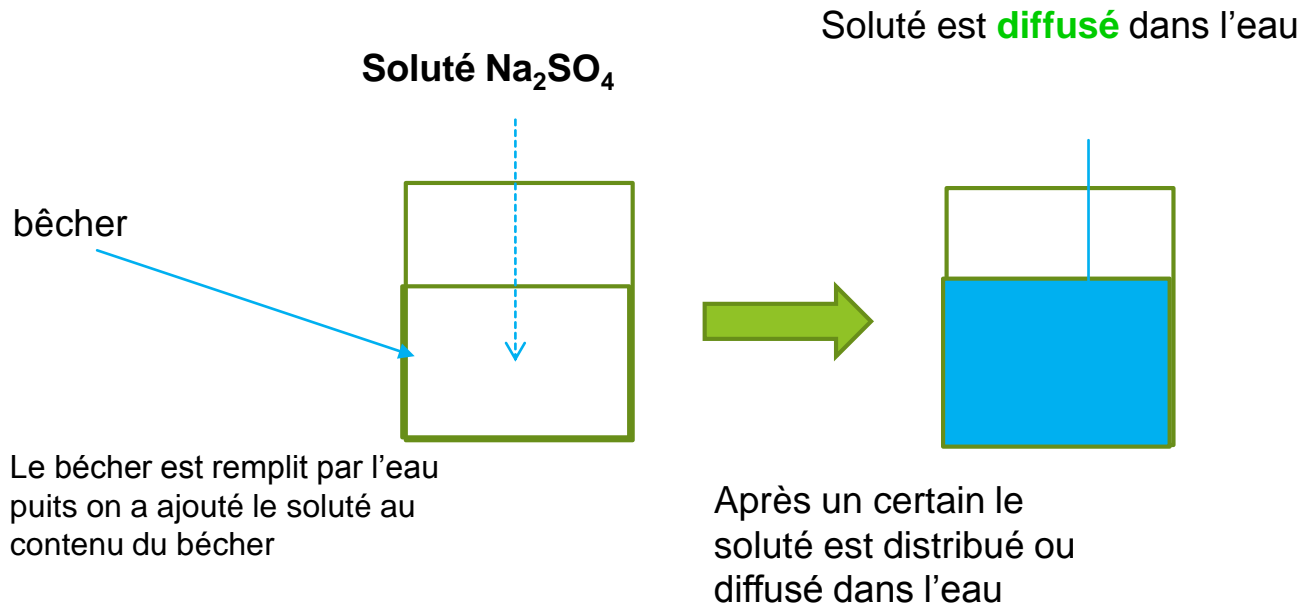 Soluté est diffusé dans l’eau
Soluté Na₂SO₄
bêcher
Le bécher est remplit par l’eau
puits on a ajouté le soluté au
contenu du bécher
Après un certain le
soluté est distribué ou
diffusé dans l’eau